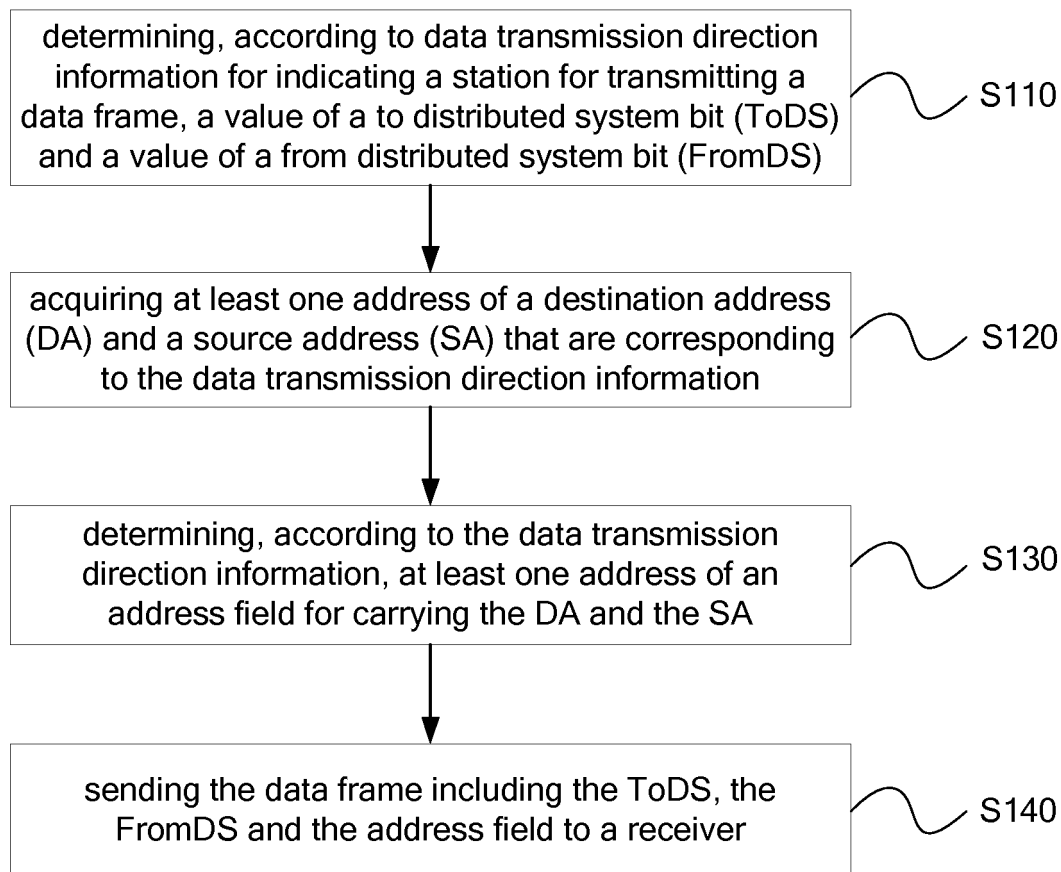 determining, according to data transmission direction
information for indicating a station for transmitting a
data frame, a value of a to distributed system bit (ToDS)
and a value of a from distributed system bit (FromDS)
S110
acquiring at least one address of a destination address
(DA) and a source address (SA) that are corresponding
to the data transmission direction information
S120
determining, according to the data transmission
direction information, at least one address of an
address field for carrying the DA and the SA
S130
sending the data frame including the ToDS, the
FromDS and the address field to a receiver
S140